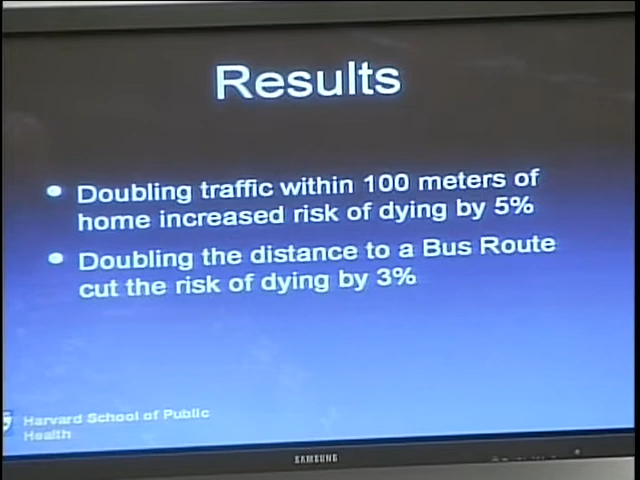 Results
• Doubling traffic within 100 meters of
home increased risk of dying by 5%
• Doubling the distance to a Bus Route
cut the risk of dying by 3%
Harvard School of Public
Health
SAMSUNG